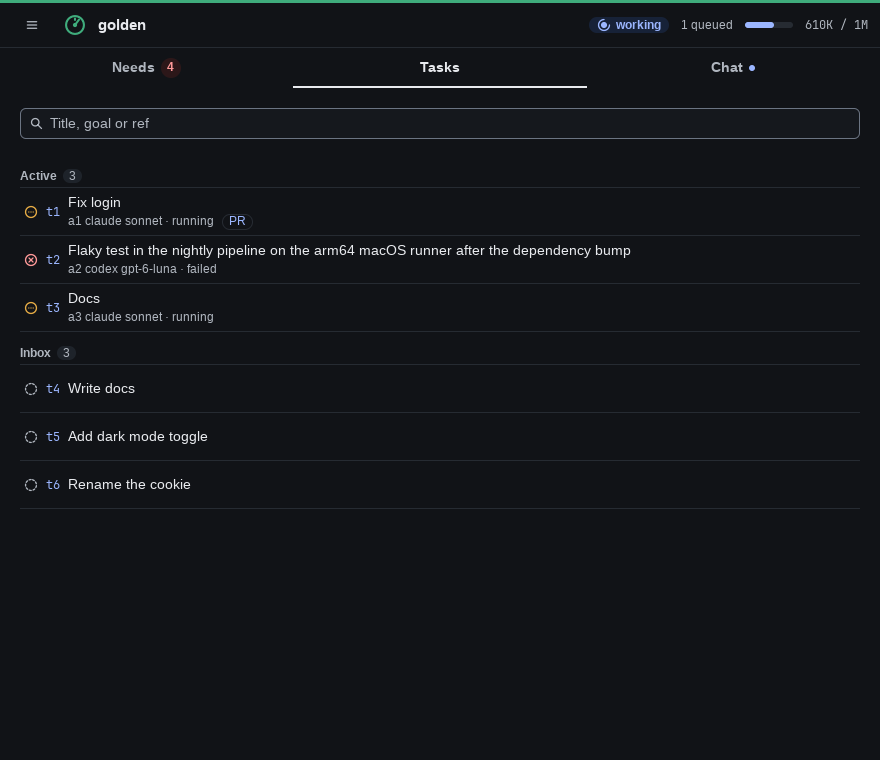 golden
working
1 queued
610K / 1M
Needs 4
Tasks
Chat
Title, goal or ref
Active 3
t1 Fix login
a1 claude sonnet · running PR
t2 Flaky test in the nightly pipeline on the arm64 macOS runner after the dependency bump
a2 codex gpt-6-luna · failed
t3 Docs
a3 claude sonnet · running
Inbox 3
t4 Write docs
t5 Add dark mode toggle
t6 Rename the cookie